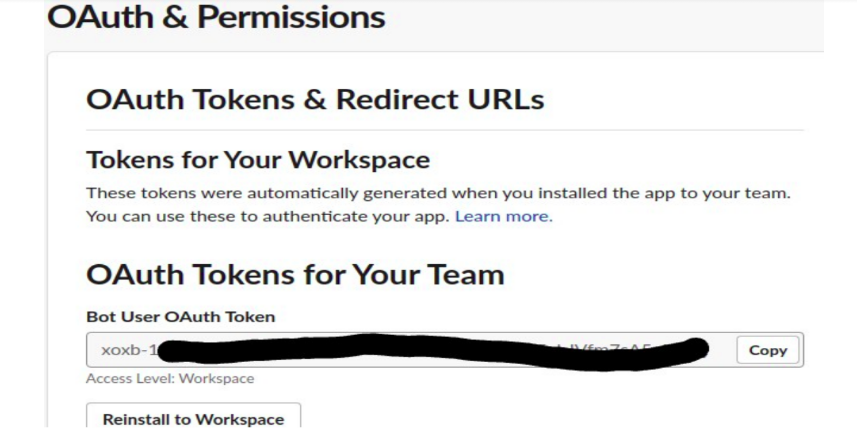 OAuth & Permissions
OAuth Tokens & Redirect URLs
Tokens for Your Workspace
These tokens were automatically generated when you installed the app to your team.
You can use these to authenticate your app. Learn more.
OAuth Tokens for Your Team
Bot User OAuth Token
xoxb-1
Copy
Access Level: Workspace
Reinstall to Workspace